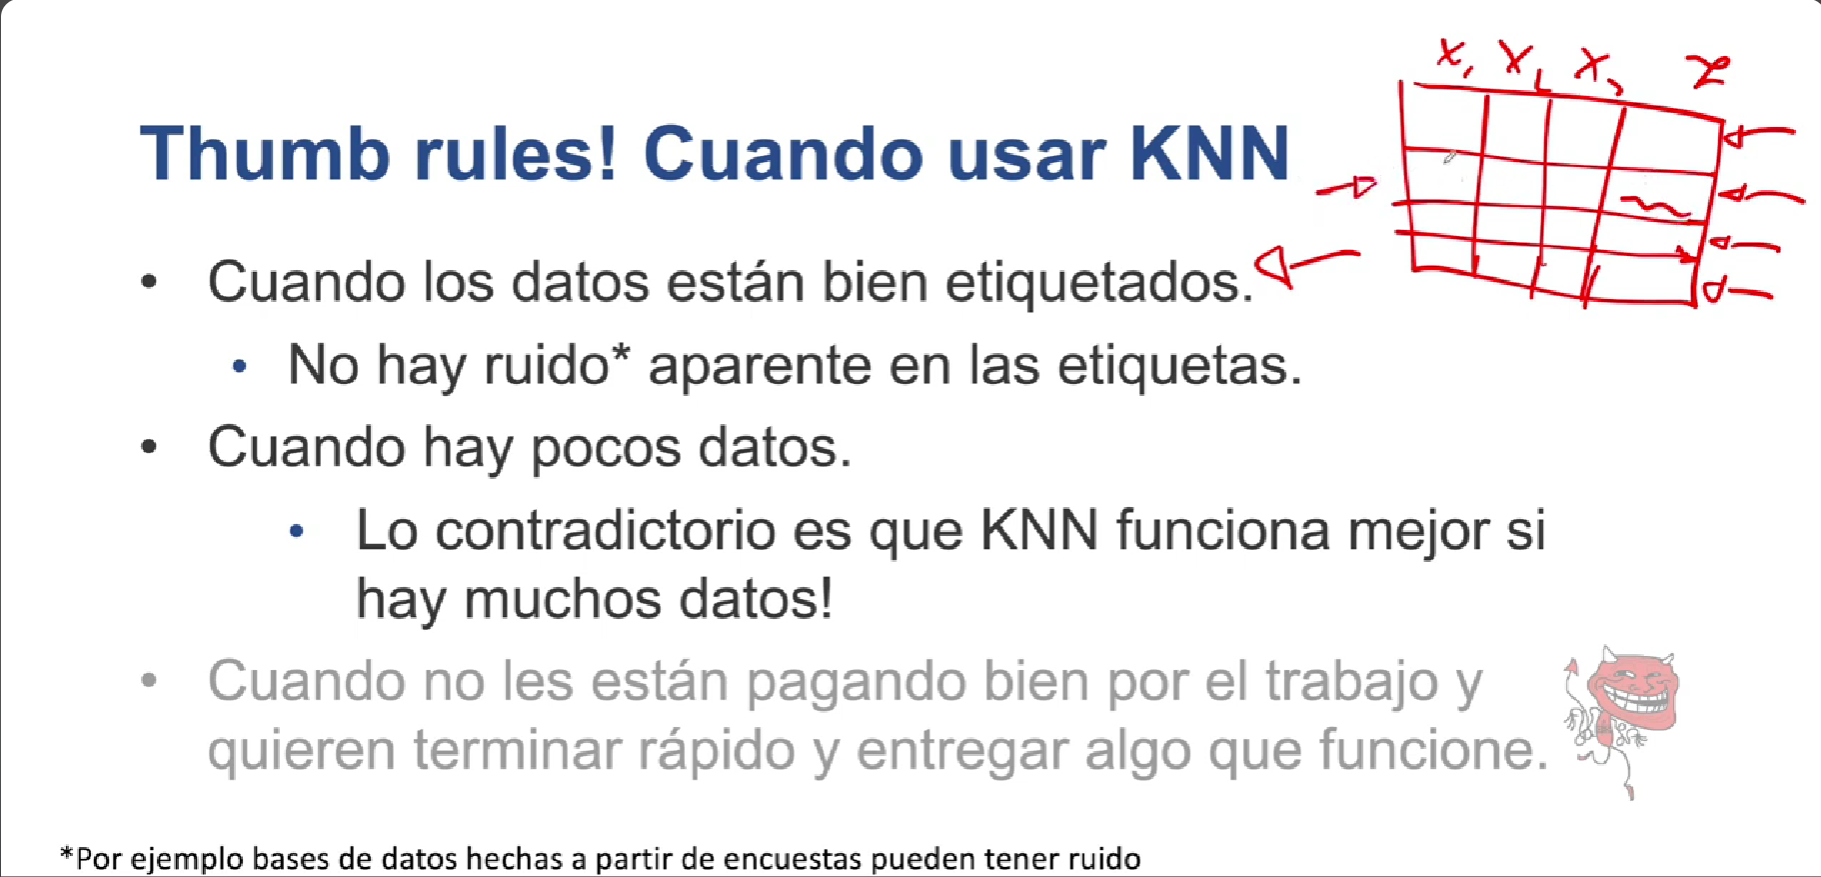 X₁ X₂ X₃
Thumb rules! Cuando usar KNN
• Cuando los datos están bien etiquetados.
• No hay ruido* aparente en las etiquetas.
• Cuando hay pocos datos.
• Lo contradictorio es que KNN funciona mejor si
hay muchos datos!
• Cuando no les están pagando bien por el trabajo y
quieren terminar rápido y entregar algo que funcione.
*Por ejemplo bases de datos hechas a partir de encuestas pueden tener ruido